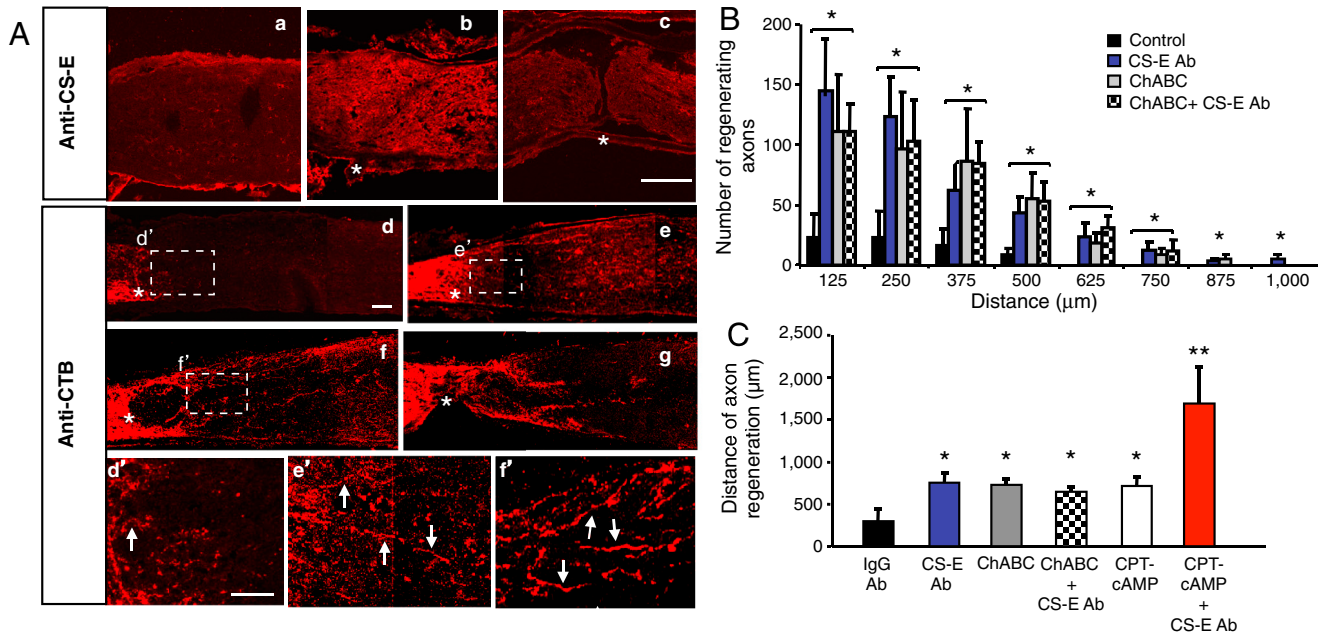 A
Anti-CS-E
a
b
c
*
*
Anti-CTB
d
d'
*
e
e'
*
f
f'
*
g
*
d'
e'
f'
B
Number of regenerating
axons
200
150
100
50
0
*
*
*
*
*
*
*
*
Control
CS-E Ab
ChABC
ChABC+ CS-E Ab
125 250 375 500 625 750 875 1,000
Distance (μm)
C
Distance of axon
regeneration (µm)
2,500
2,000
1,500
1,000
500
0
*
*
*
*
**
IgG
Ab
CS-E
Ab
ChABC
ChABC
+
CS-E Ab
CPT-
cAMP
CPT-
cAMP
+
CS-E Ab